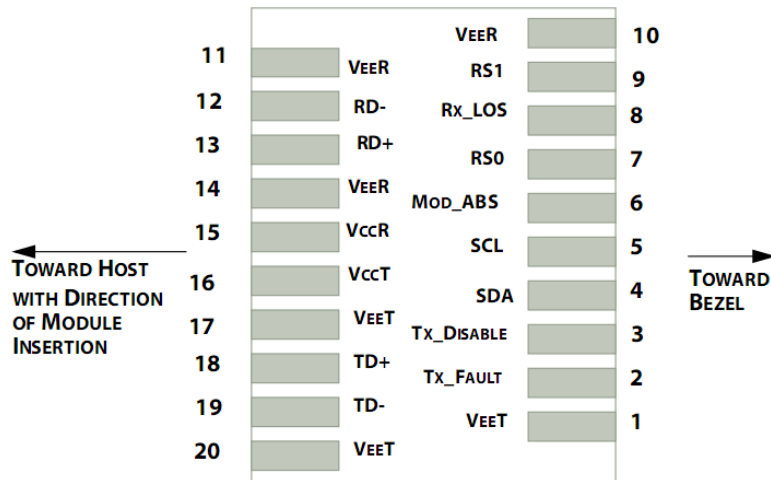 VEER 10
11 VEER
RS1 9
12 RD-
RX_LOS 8
13 RD+
RS0 7
14 VEER
MOD_ABS 6
15 VCCR
SCL 5
TOWARD HOST
WITH DIRECTION
OF MODULE
INSERTION
16 VCCT
SDA 4
TOWARD
BEZEL
17 VEET
TX_DISABLE 3
18 TD+
TX_FAULT 2
19 TD-
VEET 1
20 VEET